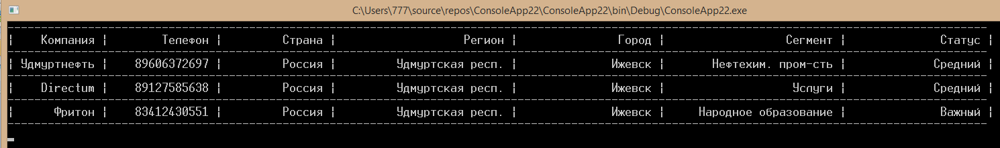 C:\Users\777\source\repos\ConsoleApp22\ConsoleApp22\bin\Debug\ConsoleApp22.exe
| Компания | Телефон | Страна | Регион | Город | Сегмент | Статус |
| Удмуртнефть | 89606372697 | Россия | Удмуртская респ. | Ижевск | Нефтехим. пром-сть | Средний |
| Directum | 89127585638 | Россия | Удмуртская респ. | Ижевск | Услуги | Средний |
| Фритон | 83412430551 | Россия | Удмуртская респ. | Ижевск | Народное образование | Важный |